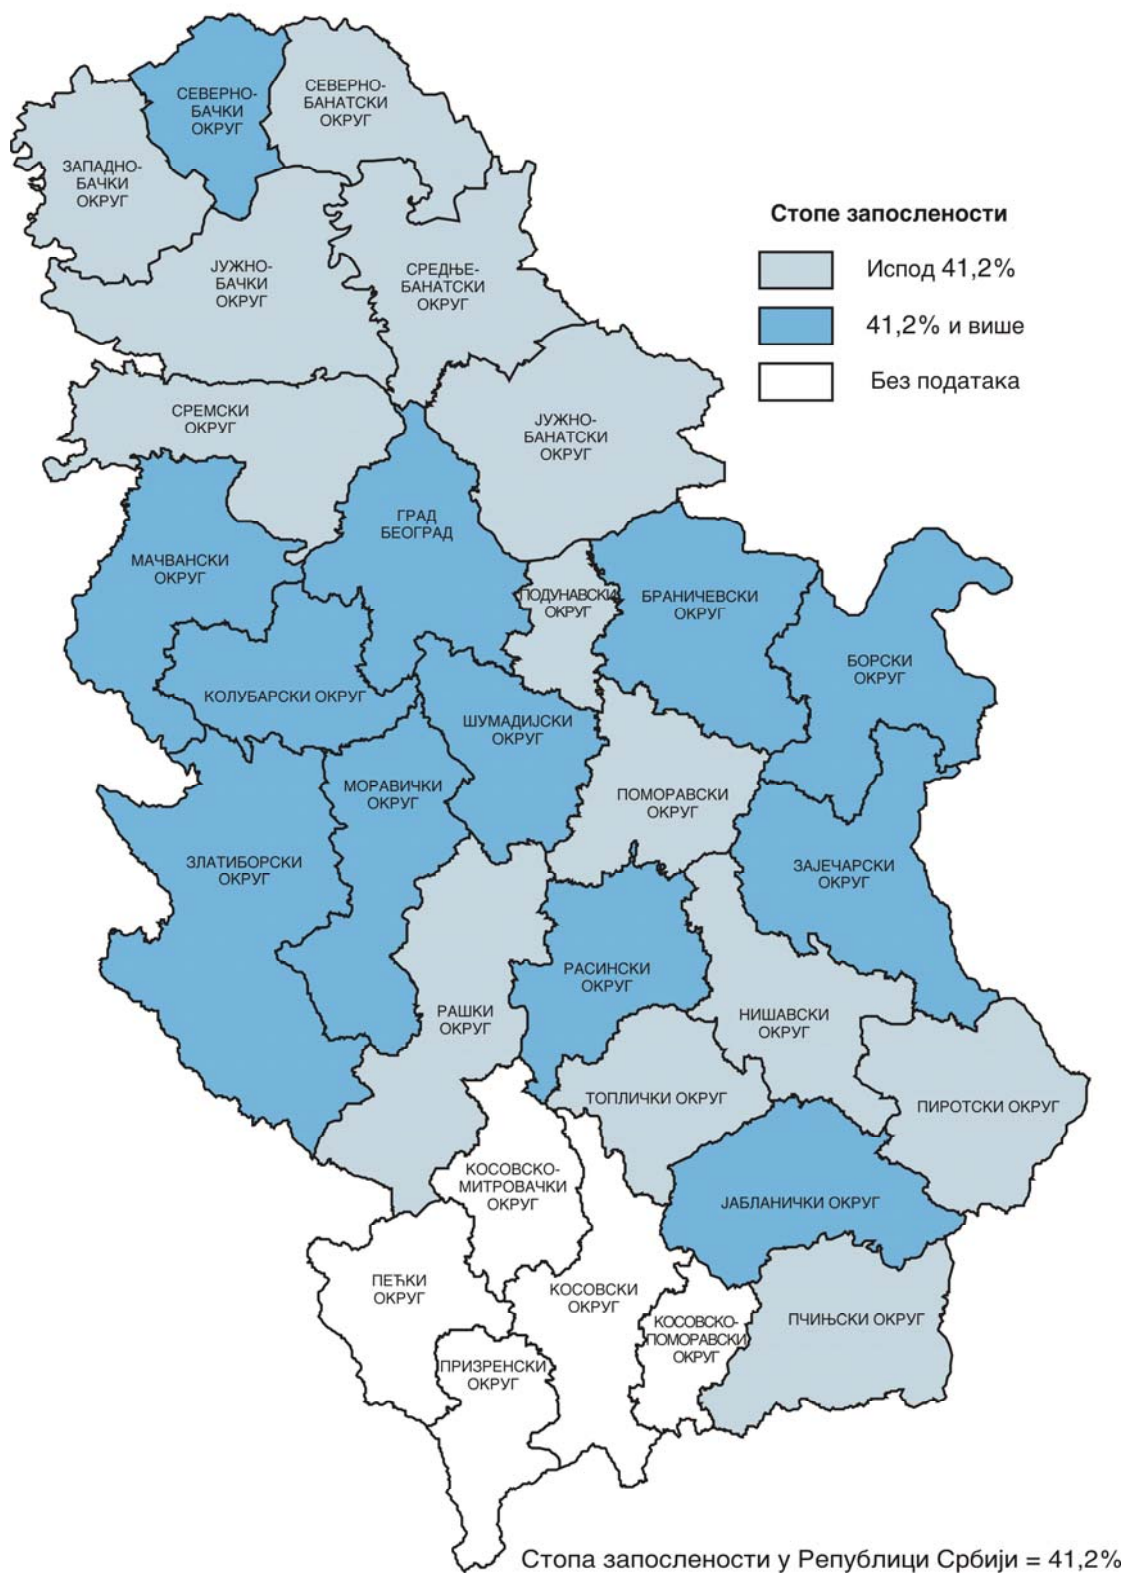 СЕВЕРНО-
БАЧКИ
ОКРУГ
СЕВЕРНО-
БАНАТСКИ
ОКРУГ
ЗАПАДНО-
БАЧКИ
ОКРУГ
ЈУЖНО-
БАЧКИ
ОКРУГ
СРЕДЊЕ-
БАНАТСКИ
ОКРУГ
Стопе запослености
Испод 41,2%
41,2% и више
Без података
СРЕМСКИ
ОКРУГ
ЈУЖНО-
БАНАТСКИ
ОКРУГ
ГРАД
БЕОГРАД
МАЧВАНСКИ
ОКРУГ
ПОДУНАВСКИ
ОКРУГ
БРАНИЧЕВСКИ
ОКРУГ
БОРСКИ
ОКРУГ
КОЛУБАРСКИ ОКРУГ
ШУМАДИЈСКИ
ОКРУГ
МОРАВИЧКИ
ОКРУГ
ПОМОРАВСКИ
ОКРУГ
ЗЛАТИБОРСКИ
ОКРУГ
ЗАЈЕЧАРСКИ
ОКРУГ
РАСИНСКИ
ОКРУГ
РАШКИ
ОКРУГ
НИШАВСКИ
ОКРУГ
ТОПЛИЧКИ ОКРУГ
ПИРОТСКИ ОКРУГ
КОСОВСКО-
МИТРОВАЧКИ
ОКРУГ
ЈАБЛАНИЧКИ ОКРУГ
ПЕЋКИ
ОКРУГ
КОСОВСКИ
ОКРУГ
КОСОВСКО-
ПОМОРАВСКИ
ОКРУГ
ПЧИЊСКИ ОКРУГ
ПРИЗРЕНСКИ
ОКРУГ
Стопа запослености у Републици Србији = 41,2%